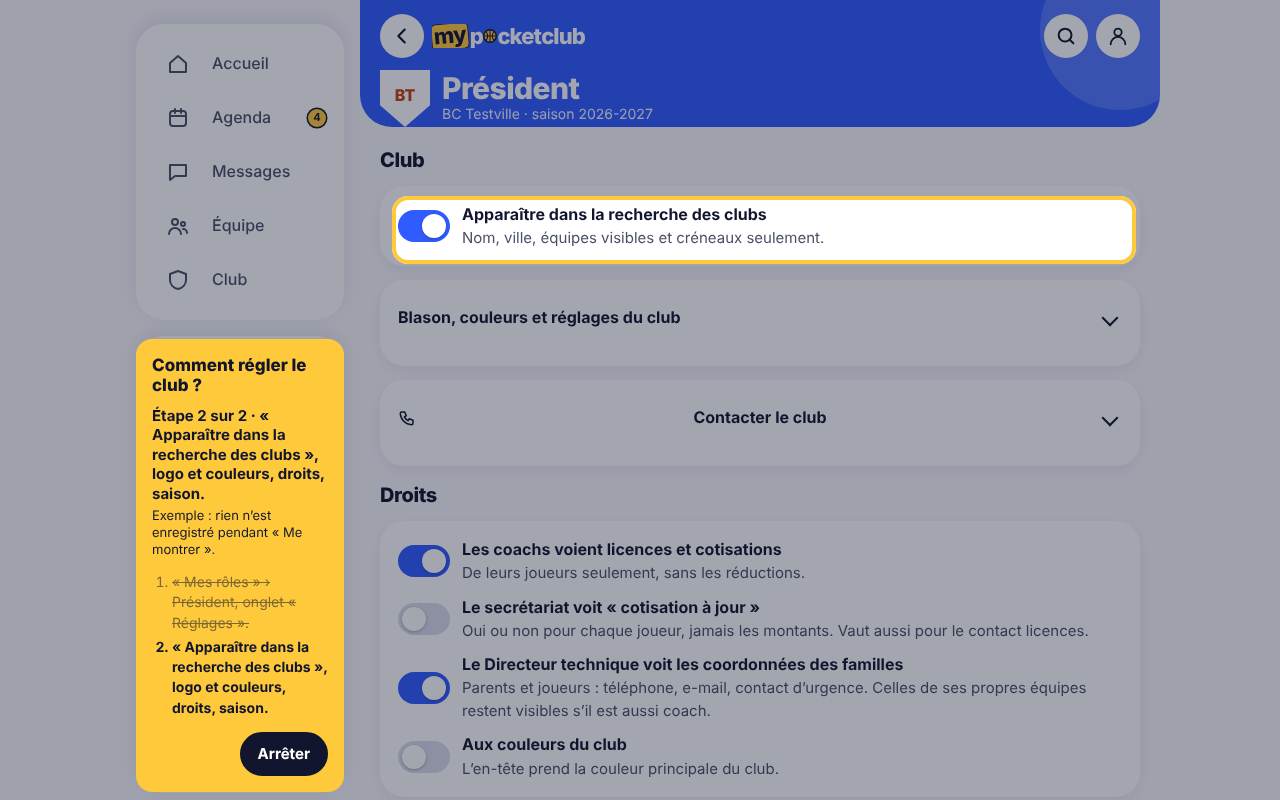 Accueil
Agenda
4
Messages
Équipe
Club
Comment régler le
club ?
Étape 2 sur 2 · «
Apparaître dans la
recherche des clubs »,
logo et couleurs, droits,
saison.
Exemple : rien n’est
enregistré pendant « Me
montrer ».
1. « Mes rôles » ›
Président, onglet «
Réglages ».
2. « Apparaître dans la
recherche des clubs »,
logo et couleurs,
droits, saison.
Arrêter
my pocketclub
BT
Président
BC Testville · saison 2026-2027
Club
Apparaître dans la recherche des clubs
Nom, ville, équipes visibles et créneaux seulement.
Blason, couleurs et réglages du club
Contacter le club
Droits
Les coachs voient licences et cotisations
De leurs joueurs seulement, sans les réductions.
Le secrétariat voit « cotisation à jour »
Oui ou non pour chaque joueur, jamais les montants. Vaut aussi pour le contact licences.
Le Directeur technique voit les coordonnées des familles
Parents et joueurs : téléphone, e-mail, contact d’urgence. Celles de ses propres équipes
restent visibles s’il est aussi coach.
Aux couleurs du club
L’en-tête prend la couleur principale du club.